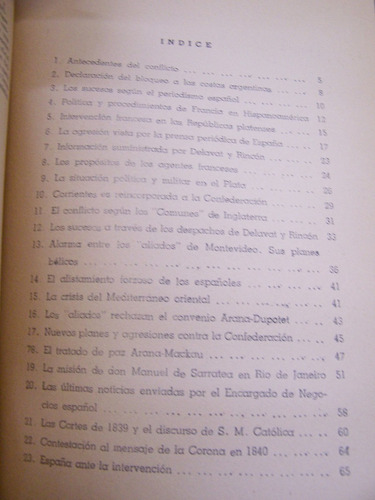 INDICE
1. Antecedentes del conflicto ... ... ... ... ... ... ... 5
2. Declaración del bloqueo a las costas argentinas ... ... 8
3. Los sucesos según el periodismo español ... ... ... 10
4. Política y procedimientos de Francia en Hispanoamérica 12
5. Intervención francesa en las Repúblicas platenses ... 15
6. La agresión vista por la prensa periódica de España ... 17
7. Información suministrada por Delavat y Rincón ... 23
8. Los propósitos de los agentes franceses ... ... ... 24
9. La situación política y militar en el Plata ... ... ... 28
10. Corrientes es reincorporada a la Confederación ... ... 29
11. El conflicto según los "Comunes" de Inglaterra ... ... 31
12. Los sucesos a través de los despachos de Delavat y Rincón 33
13. Alarma entre los "aliados" de Montevideo. Sus planes
bélicos ... ... ... ... ... ... ... ... ... ... 36
14. El alistamiento forzoso de los españoles ... ... ... 41
15. La crisis del Mediterráneo oriental ... ... ... ... ... 41
16. Los "aliados" rechazan el convenio Arana-Dupotet ... 43
17. Nuevos planes y agresiones contra la Confederación ... 45
18. El tratado de paz Arana-Mackau ... ... ... ... ... 47
19. La misión de don Manuel de Sarratea en Río de Janeiro 51
20. Las últimas noticias enviadas por el Encargado de Nego-
cios español ... ... ... ... ... ... ... ... ... 58
21. Las Cortes de 1839 y el discurso de S. M. Católica ... .. 60
22. Contestación al mensaje de la Corona en 1840 ... ... 64
23. España ante la intervención ... ... ... ... ... ... 65